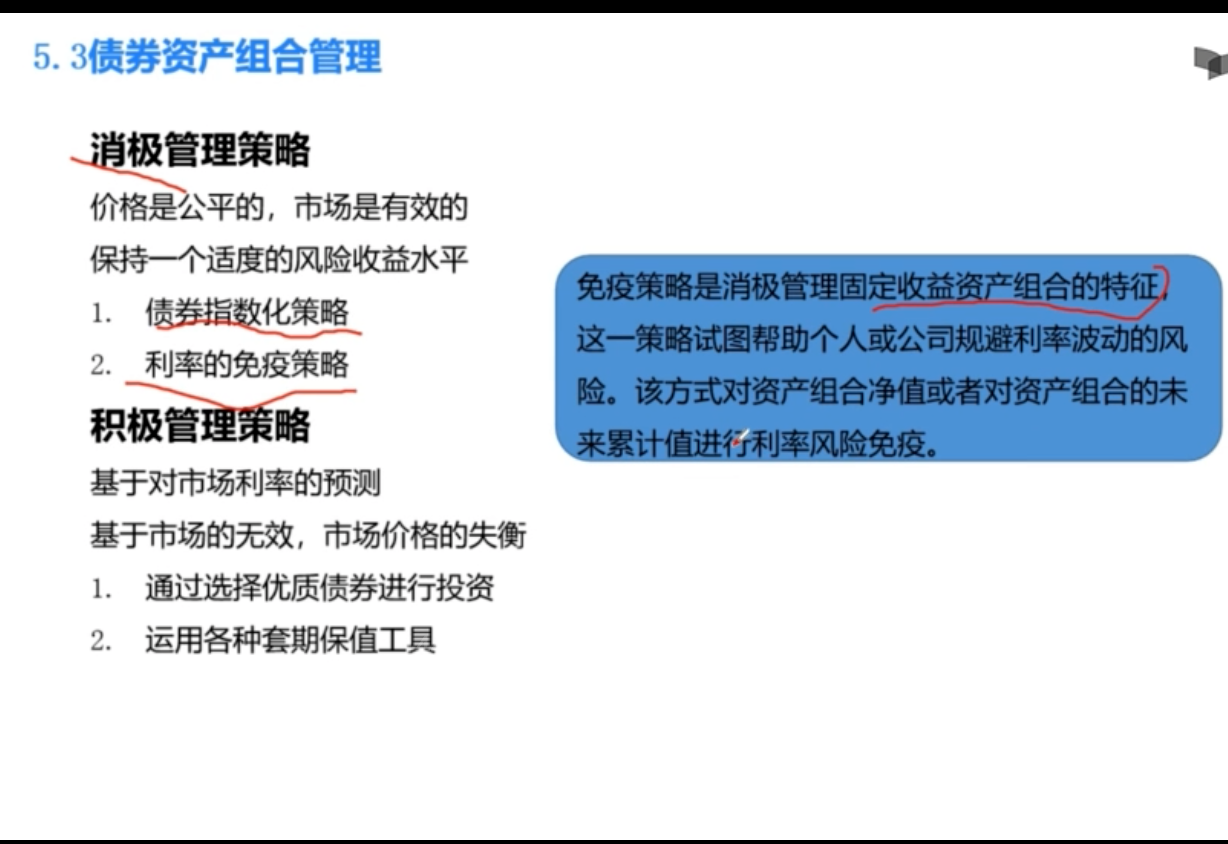 5.3债券资产组合管理
消极管理策略
价格是公平的，市场是有效的
保持一个适度的风险收益水平
1. 债券指数化策略
2. 利率的免疫策略
积极管理策略
基于对市场利率的预测
基于市场的无效，市场价格的失衡
1. 通过选择优质债券进行投资
2. 运用各种套期保值工具
免疫策略是消极管理固定收益资产组合的特征，
这一策略试图帮助个人或公司规避利率波动的风
险。该方式对资产组合净值或者对资产组合的未
来累计值进行利率风险免疫。